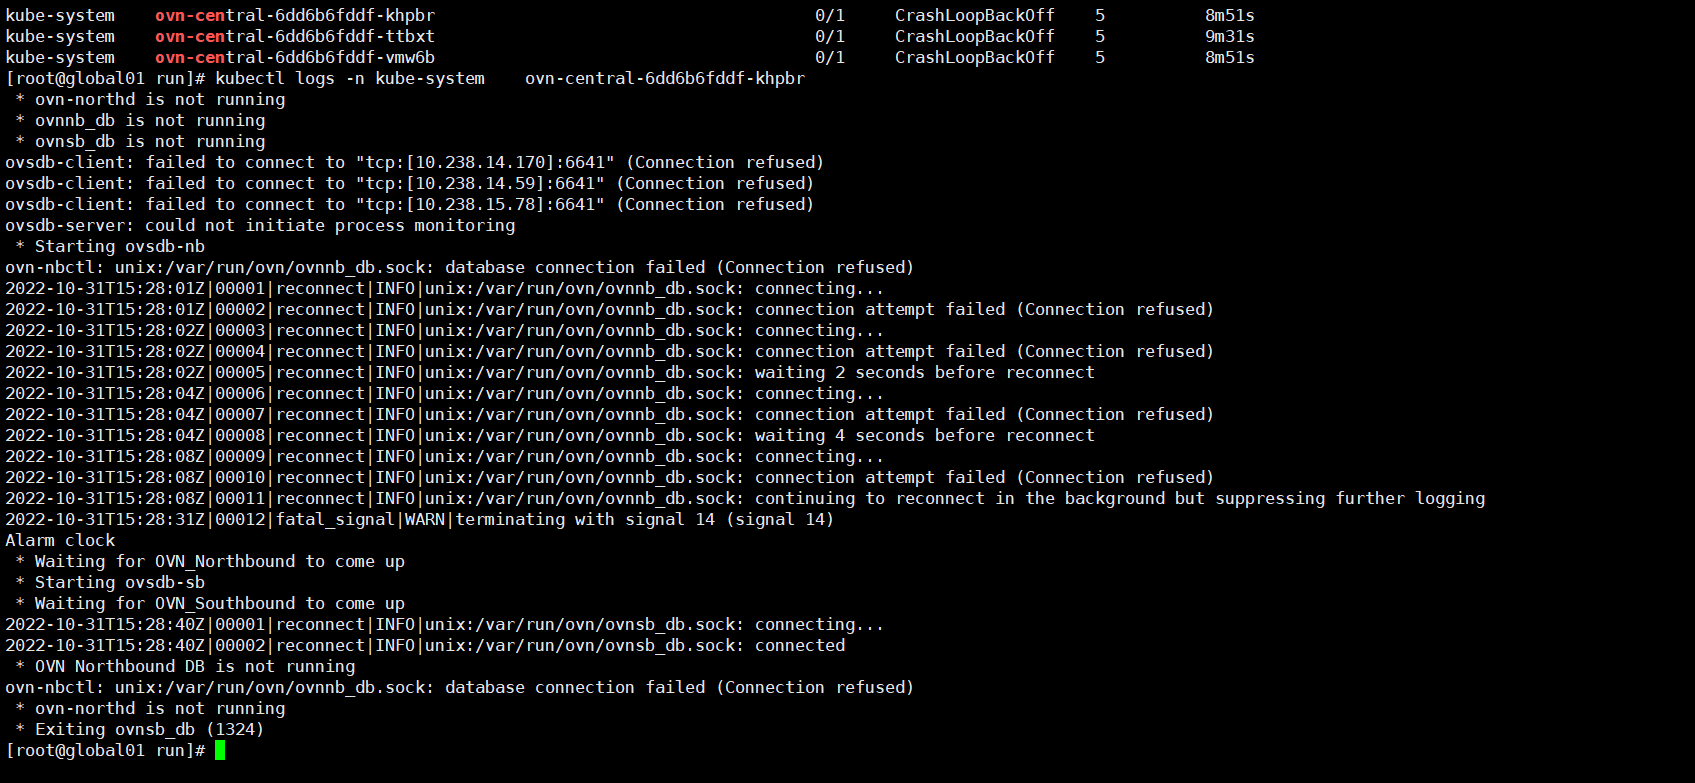 kube-system    ovn-central-6dd6b6fddf-khpbr                                      0/1     CrashLoopBackOff    5          8m51s
kube-system    ovn-central-6dd6b6fddf-ttbxt                                      0/1     CrashLoopBackOff    5          9m31s
kube-system    ovn-central-6dd6b6fddf-vmw6b                                      0/1     CrashLoopBackOff    5          8m51s
[root@global01 run]# kubectl logs -n kube-system    ovn-central-6dd6b6fddf-khpbr
 * ovn-northd is not running
 * ovnnb_db is not running
 * ovnsb_db is not running
ovsdb-client: failed to connect to "tcp:[10.238.14.170]:6641" (Connection refused)
ovsdb-client: failed to connect to "tcp:[10.238.14.59]:6641" (Connection refused)
ovsdb-client: failed to connect to "tcp:[10.238.15.78]:6641" (Connection refused)
ovsdb-server: could not initiate process monitoring
 * Starting ovsdb-nb
ovn-nbctl: unix:/var/run/ovn/ovnnb_db.sock: database connection failed (Connection refused)
2022-10-31T15:28:01Z|00001|reconnect|INFO|unix:/var/run/ovn/ovnnb_db.sock: connecting...
2022-10-31T15:28:01Z|00002|reconnect|INFO|unix:/var/run/ovn/ovnnb_db.sock: connection attempt failed (Connection refused)
2022-10-31T15:28:02Z|00003|reconnect|INFO|unix:/var/run/ovn/ovnnb_db.sock: connecting...
2022-10-31T15:28:02Z|00004|reconnect|INFO|unix:/var/run/ovn/ovnnb_db.sock: connection attempt failed (Connection refused)
2022-10-31T15:28:02Z|00005|reconnect|INFO|unix:/var/run/ovn/ovnnb_db.sock: waiting 2 seconds before reconnect
2022-10-31T15:28:04Z|00006|reconnect|INFO|unix:/var/run/ovn/ovnnb_db.sock: connecting...
2022-10-31T15:28:04Z|00007|reconnect|INFO|unix:/var/run/ovn/ovnnb_db.sock: connection attempt failed (Connection refused)
2022-10-31T15:28:04Z|00008|reconnect|INFO|unix:/var/run/ovn/ovnnb_db.sock: waiting 4 seconds before reconnect
2022-10-31T15:28:08Z|00009|reconnect|INFO|unix:/var/run/ovn/ovnnb_db.sock: connecting...
2022-10-31T15:28:08Z|00010|reconnect|INFO|unix:/var/run/ovn/ovnnb_db.sock: connection attempt failed (Connection refused)
2022-10-31T15:28:08Z|00011|reconnect|INFO|unix:/var/run/ovn/ovnnb_db.sock: continuing to reconnect in the background but suppressing further logging
2022-10-31T15:28:31Z|00012|fatal_signal|WARN|terminating with signal 14 (signal 14)
Alarm clock
 * Waiting for OVN_Northbound to come up
 * Starting ovsdb-sb
 * Waiting for OVN_Southbound to come up
2022-10-31T15:28:40Z|00001|reconnect|INFO|unix:/var/run/ovn/ovnsb_db.sock: connecting...
2022-10-31T15:28:40Z|00002|reconnect|INFO|unix:/var/run/ovn/ovnsb_db.sock: connected
 * OVN Northbound DB is not running
ovn-nbctl: unix:/var/run/ovn/ovnnb_db.sock: database connection failed (Connection refused)
 * ovn-northd is not running
 * Exiting ovnsb_db (1324)
[root@global01 run]#